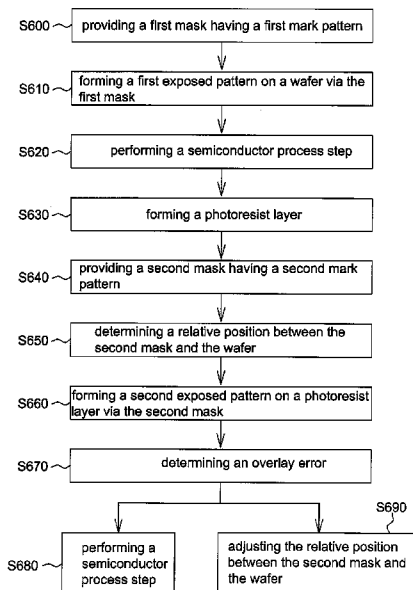 S600
providing a first mask having a first mark pattern
S610
forming a first exposed pattern on a wafer via the
first mask
S620
performing a semiconductor process step
S630
forming a photoresist layer
S640
providing a second mask having a second mark
pattern
S650
determining a relative position between the
second mask and the wafer
S660
forming a second exposed pattern on a photoresist
layer via the second mask
S670
determining an overlay error
S680
performing a
semiconductor
process step
S690
adjusting the relative position
between the second mask and
the wafer